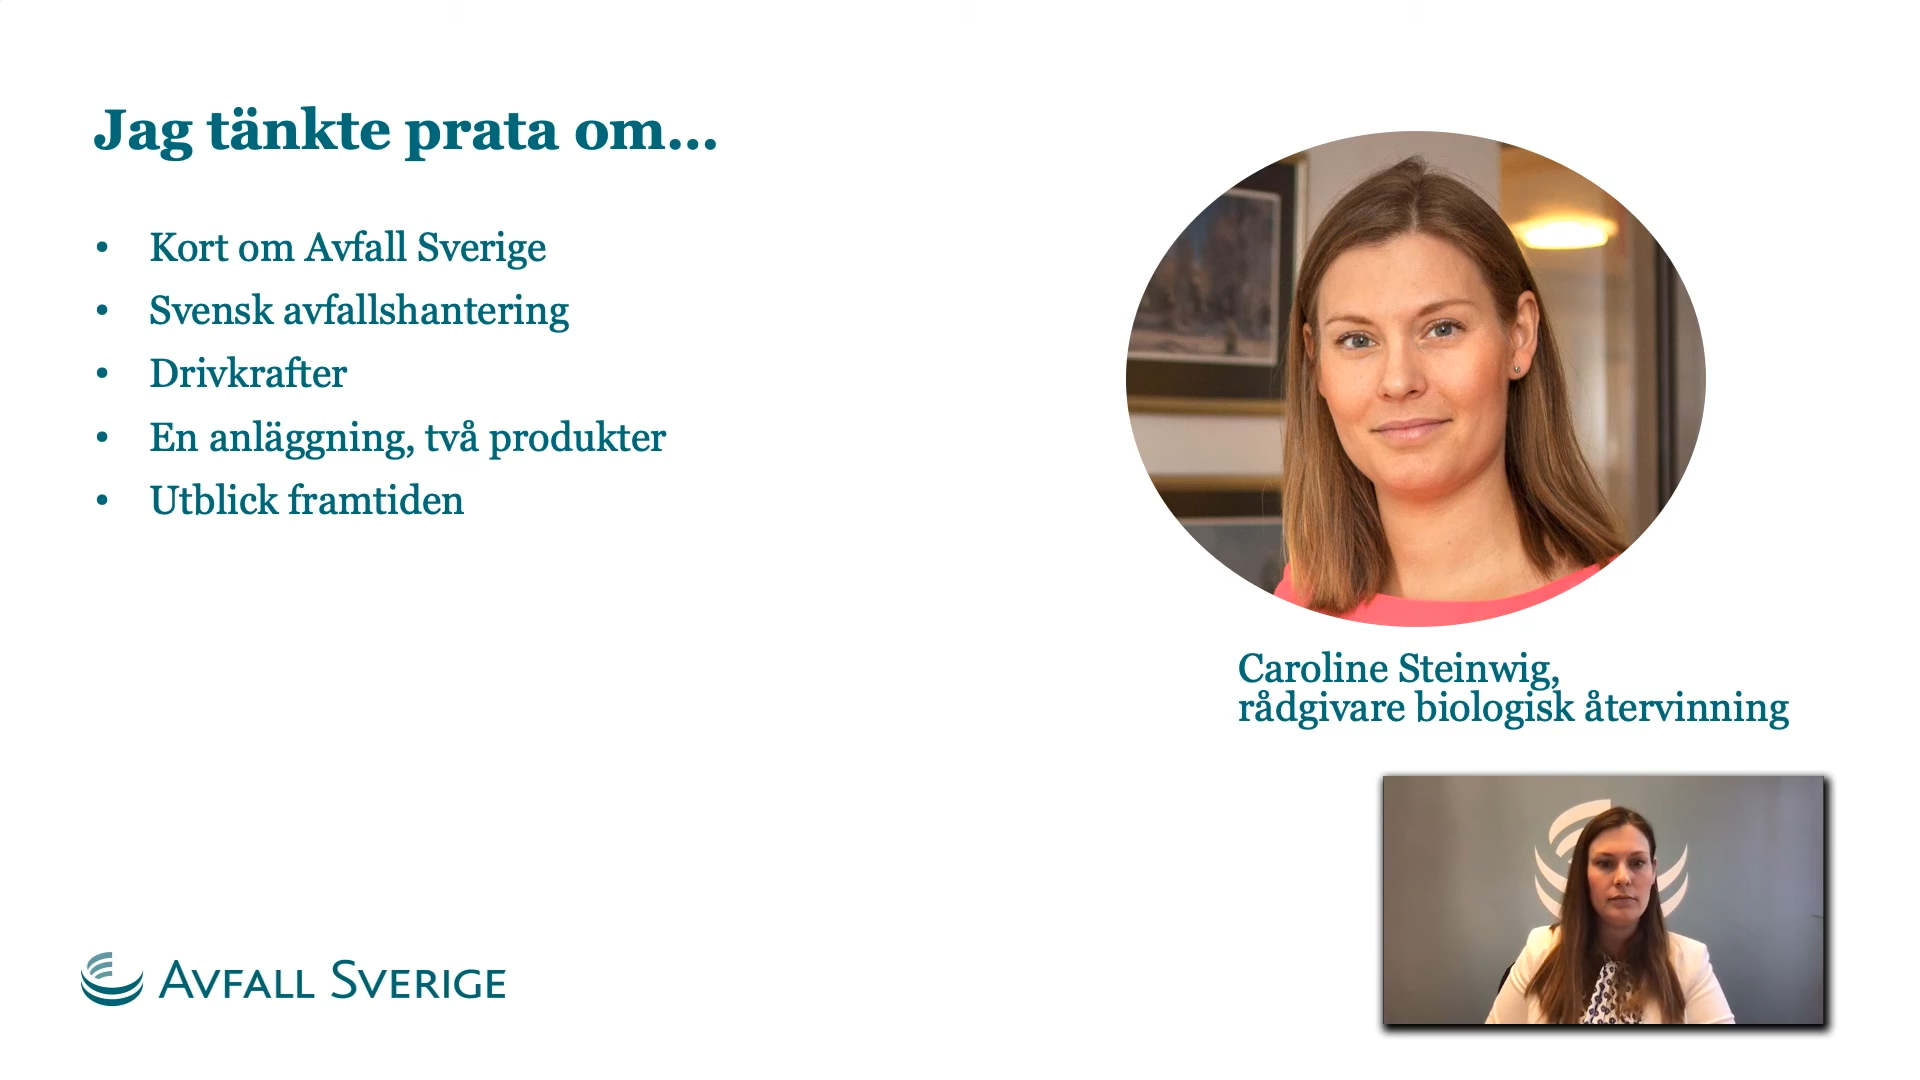 Jag tänkte prata om...
• Kort om Avfall Sverige
• Svensk avfallshantering
• Drivkrafter
• En anläggning, två produkter
• Utblick framtiden
Caroline Steinwig,
rådgivare biologisk återvinning
AVFALL SVERIGE